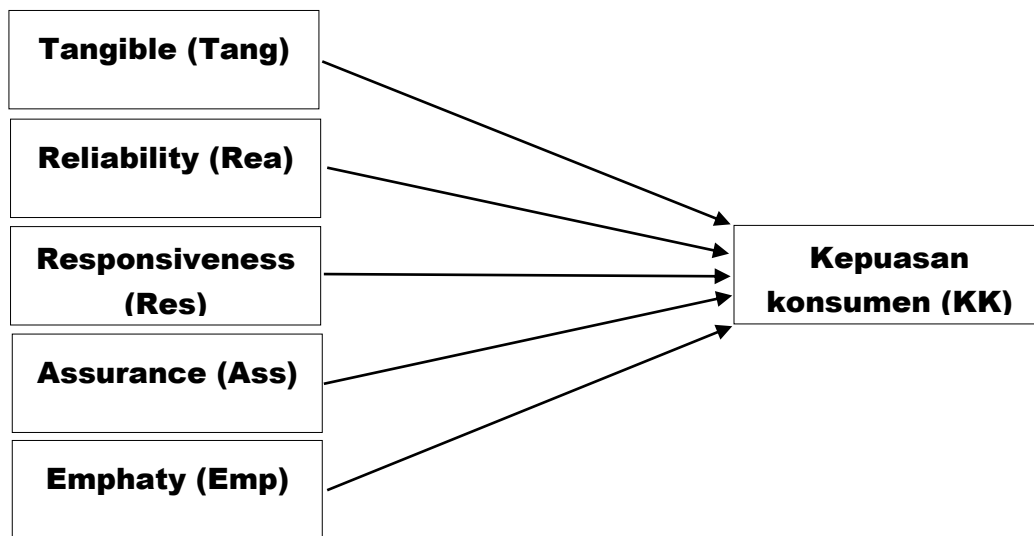 Tangible (Tang)
Reliability (Rea)
Responsiveness
(Res)
Assurance (Ass)
Emphaty (Emp)
Kepuasan
konsumen (KK)